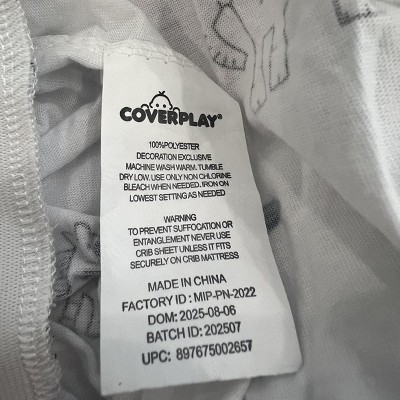 COVERPLAY®
100%POLYESTER
DECORATION EXCLUSIVE
MACHINE WASH WARM. TUMBLE
DRY LOW. USE ONLY NON CHLORINE
BLEACH WHEN NEEDED. IRON ON
LOWEST SETTING AS NEEDED
WARNING
TO PREVENT SUFFOCATION OR
ENTANGLEMENT NEVER USE
CRIB SHEET UNLESS IT FITS
SECURELY ON CRIB MATTRESS
MADE IN CHINA
FACTORY ID : MIP-PN-2022
DOM: 2025-08-06
BATCH ID: 202507
UPC: 897675002657